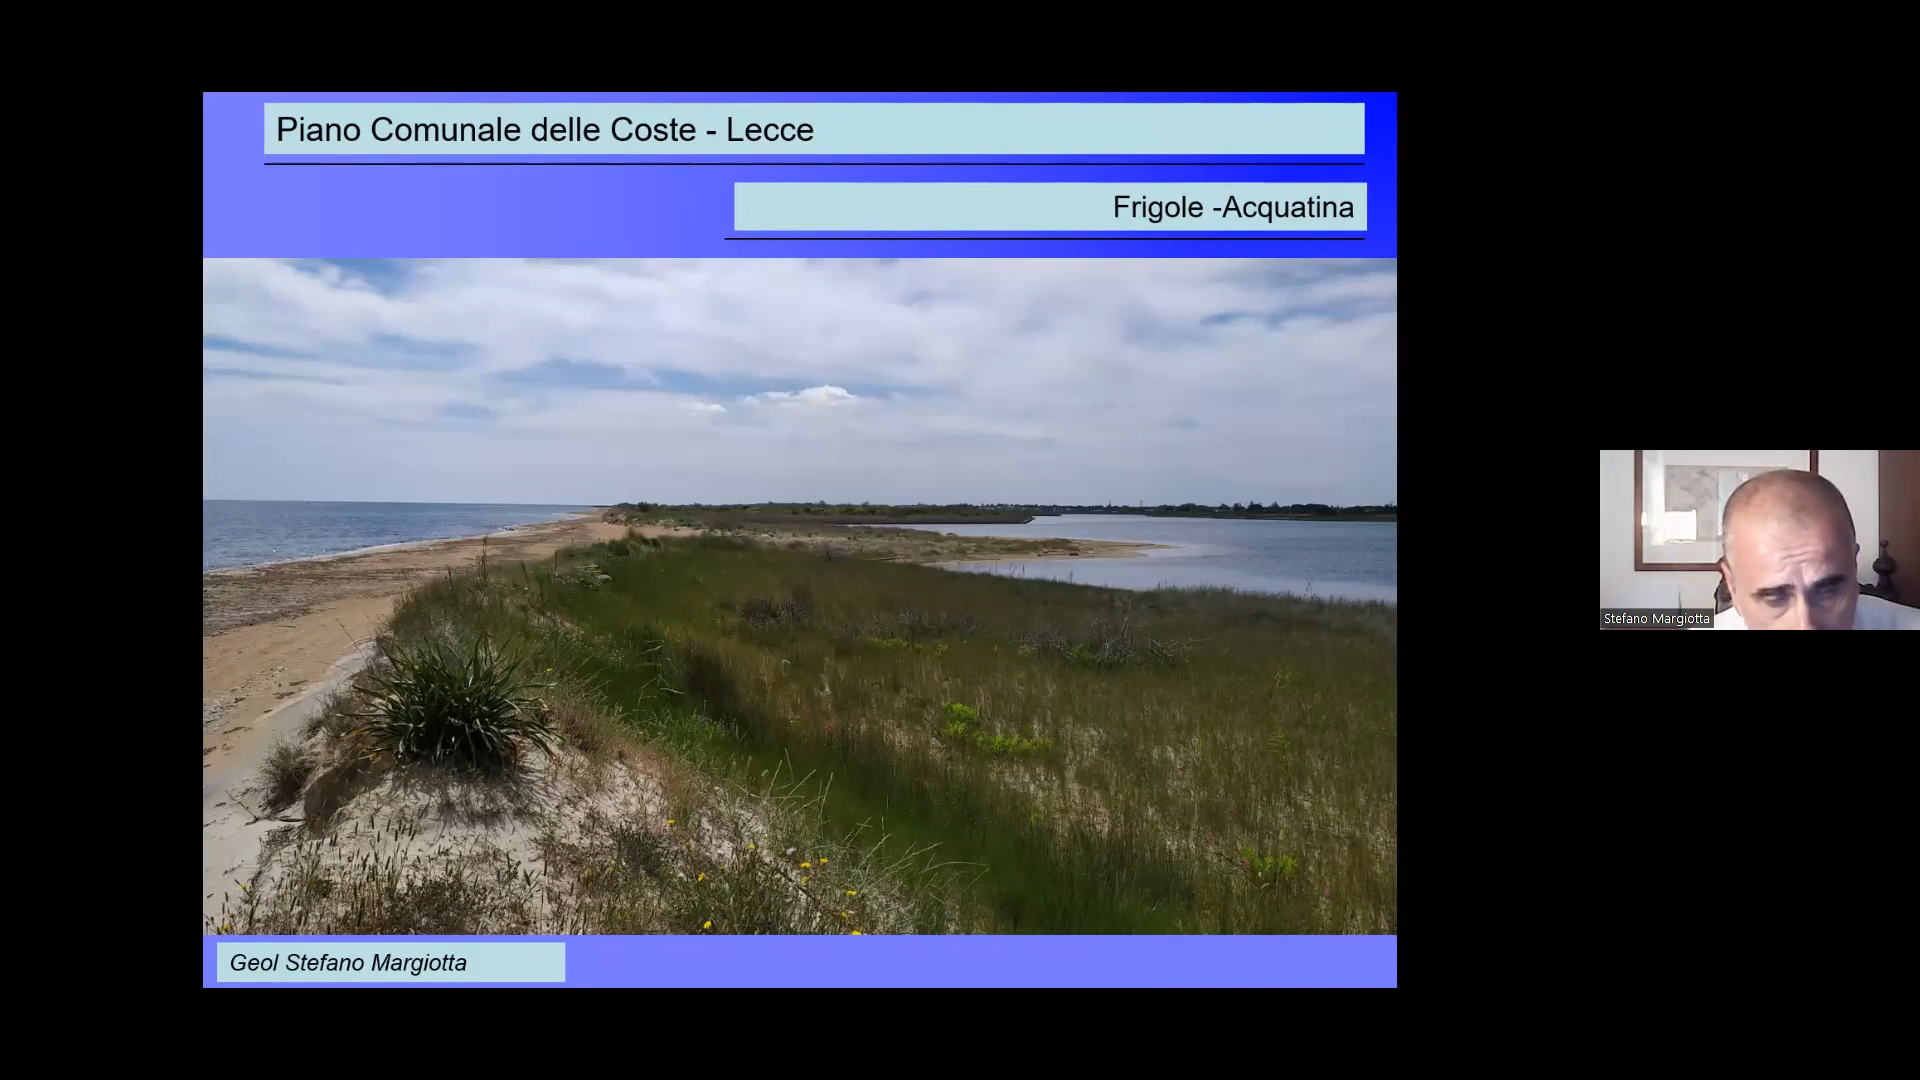 Piano Comunale delle Coste - Lecce
Frigole -Acquatina
Geol Stefano Margiotta
Stefano Margiotta